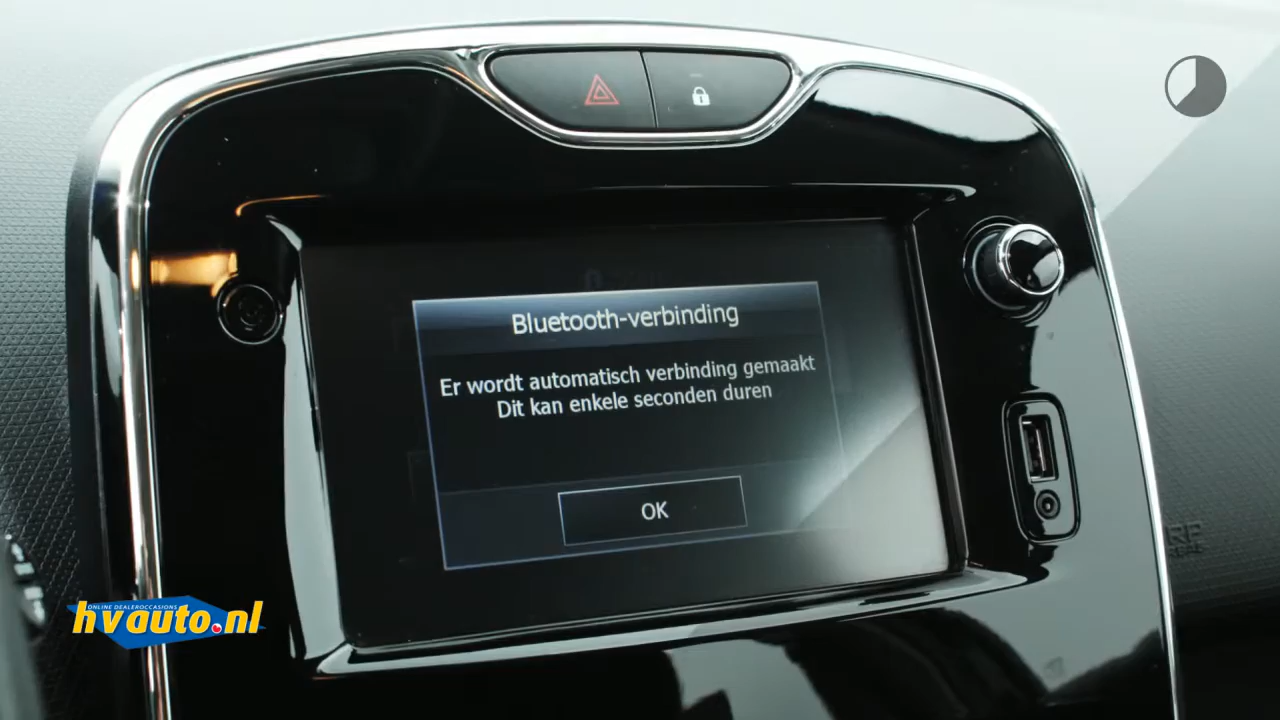 Bluetooth-verbinding
Er wordt automatisch verbinding gemaakt
Dit kan enkele seconden duren
OK
ONLINE DEALEROCCASIONS
hvauto.nl